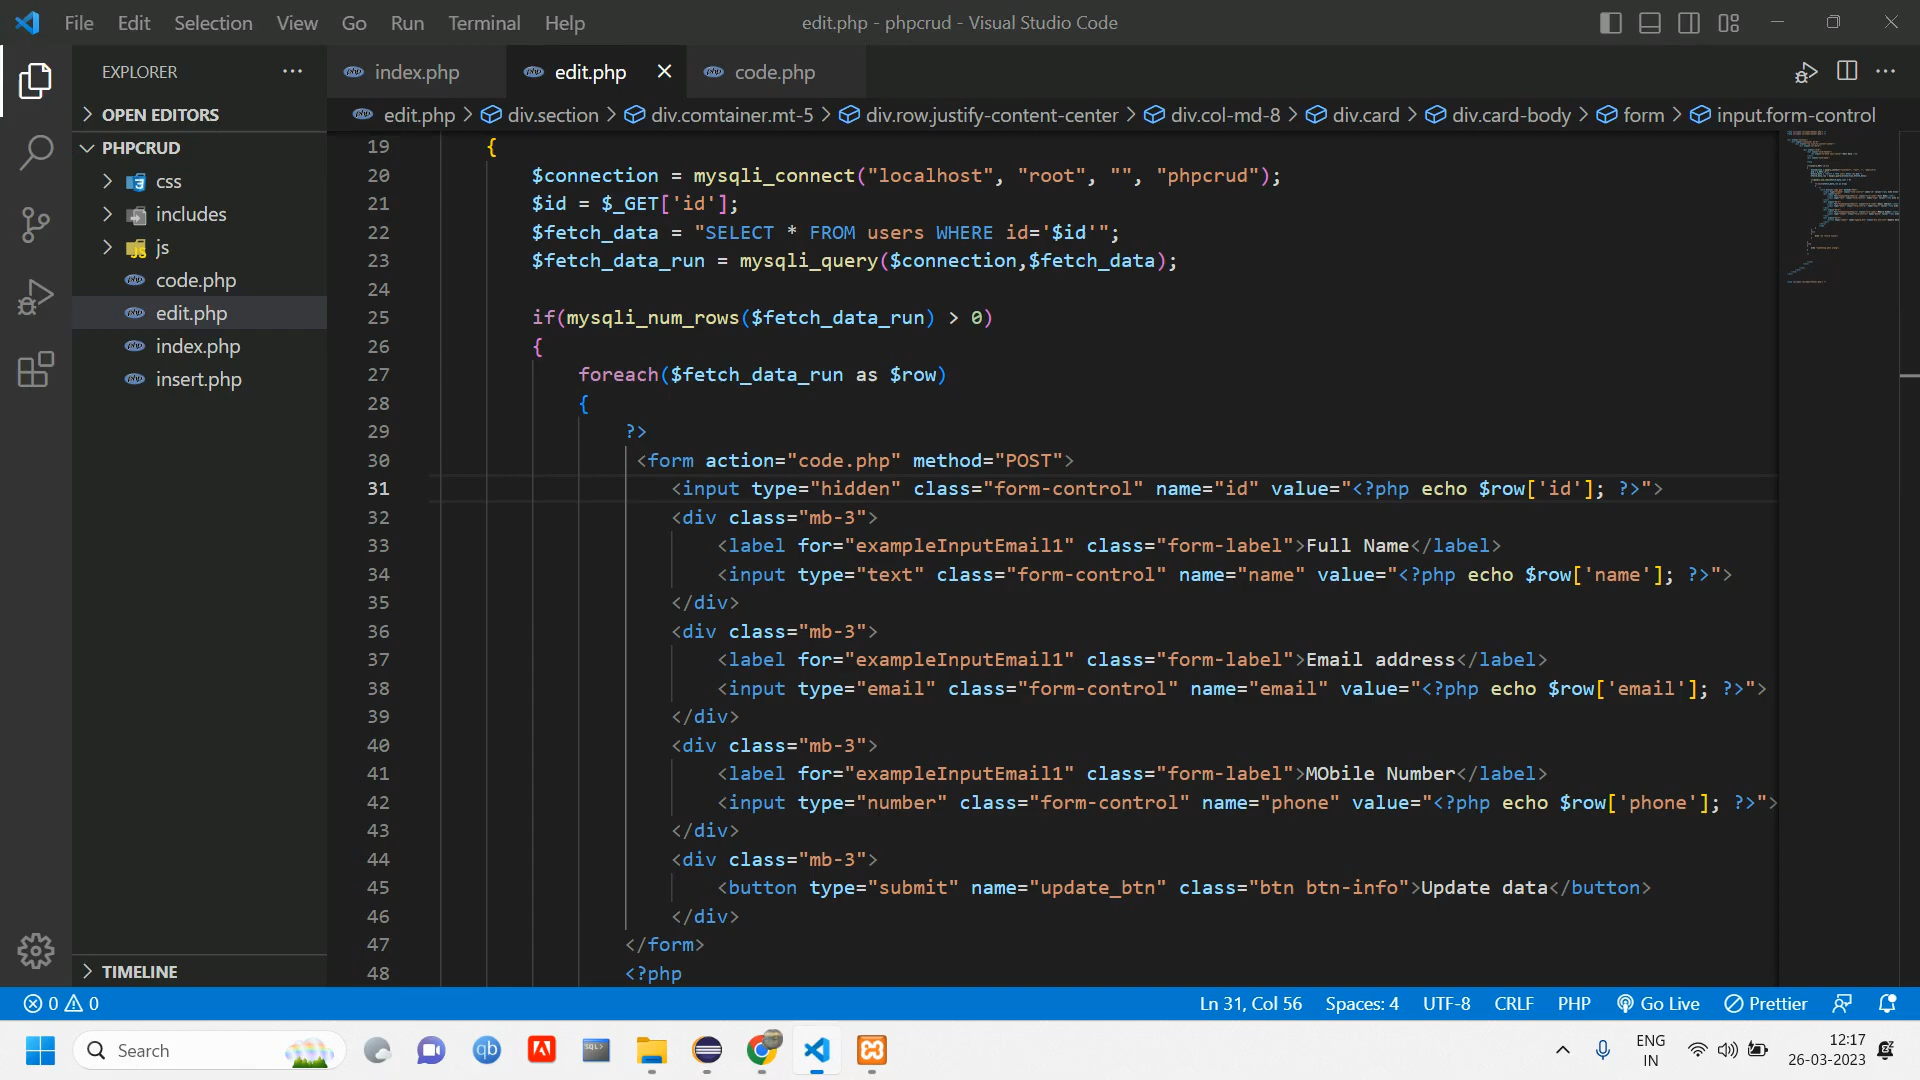 File Edit Selection View Go Run Terminal Help
edit.php - phpcrud - Visual Studio Code
EXPLORER
OPEN EDITORS
PHPCRUD
css
includes
js
code.php
edit.php
index.php
insert.php
TIMELINE
index.php edit.php code.php
edit.php > div.section > div.comtainer.mt-5 > div.row.justify-content-center > div.col-md-8 > div.card > div.card-body > form > input.form-control
19 {
20 $connection = mysqli_connect("localhost", "root", "", "phpcrud");
21 $id = $_GET['id'];
22 $fetch_data = "SELECT * FROM users WHERE id='$id'";
23 $fetch_data_run = mysqli_query($connection,$fetch_data);
24
25 if(mysqli_num_rows($fetch_data_run) > 0)
26 {
27 foreach($fetch_data_run as $row)
28 {
29 ?>
30 <form action="code.php" method="POST">
31 <input type="hidden" class="form-control" name="id" value="<?php echo $row['id']; ?>">
32 <div class="mb-3">
33 <label for="exampleInputEmail1" class="form-label">Full Name</label>
34 <input type="text" class="form-control" name="name" value="<?php echo $row['name']; ?>">
35 </div>
36 <div class="mb-3">
37 <label for="exampleInputEmail1" class="form-label">Email address</label>
38 <input type="email" class="form-control" name="email" value="<?php echo $row['email']; ?>">
39 </div>
40 <div class="mb-3">
41 <label for="exampleInputEmail1" class="form-label">MObile Number</label>
42 <input type="number" class="form-control" name="phone" value="<?php echo $row['phone']; ?>">
43 </div>
44 <div class="mb-3">
45 <button type="submit" name="update_btn" class="btn btn-info">Update data</button>
46 </div>
47 </form>
48 <?php
0 0
Ln 31, Col 56 Spaces: 4 UTF-8 CRLF PHP Go Live Prettier
Search
qb
SQL>
ENG
IN
12:17
26-03-2023